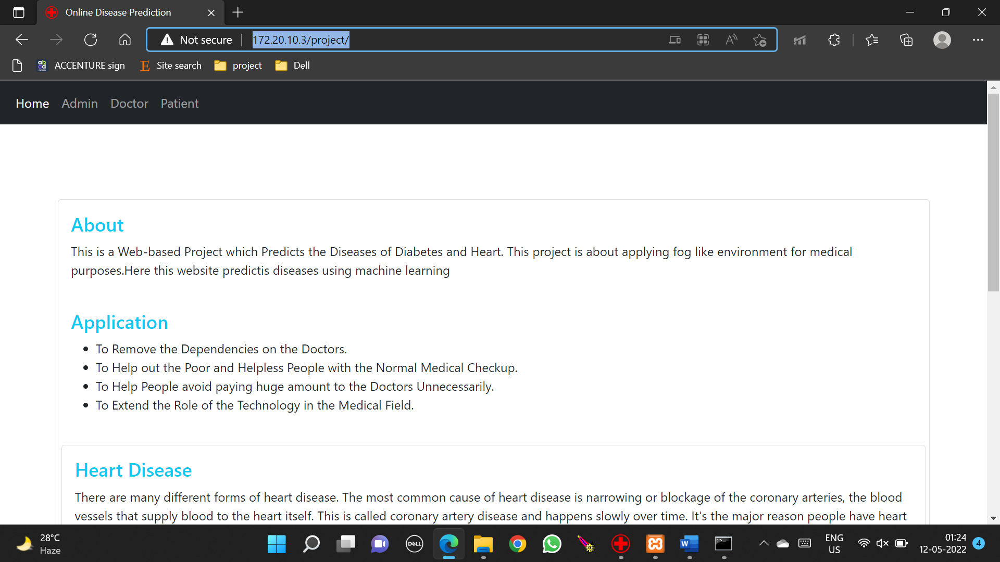 Online Disease Prediction
Not secure 172.20.10.3/project/
abcd ACCENTURE sign E Site search project Dell
Home Admin Doctor Patient
About
This is a Web-based Project which Predicts the Diseases of Diabetes and Heart. This project is about applying fog like environment for medical
purposes.Here this website predictis diseases using machine learning
Application
To Remove the Dependencies on the Doctors.
To Help out the Poor and Helpless People with the Normal Medical Checkup.
To Help People avoid paying huge amount to the Doctors Unnecessarily.
To Extend the Role of the Technology in the Medical Field.
Heart Disease
There are many different forms of heart disease. The most common cause of heart disease is narrowing or blockage of the coronary arteries, the blood
vessels that supply blood to the heart itself. This is called coronary artery disease and happens slowly over time. It's the major reason people have heart
28°C
Haze
DELL
W
ENG
US
01:24
12-05-2022
4